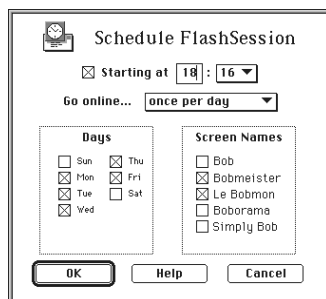 Schedule FlashSession
Starting at 18 : 16
Go online... once per day
Days
Sun Thu
Mon Fri
Tue Sat
Wed
Screen Names
Bob
Bobmeister
Le Bobmon
Boborama
Simply Bob
OK Help Cancel